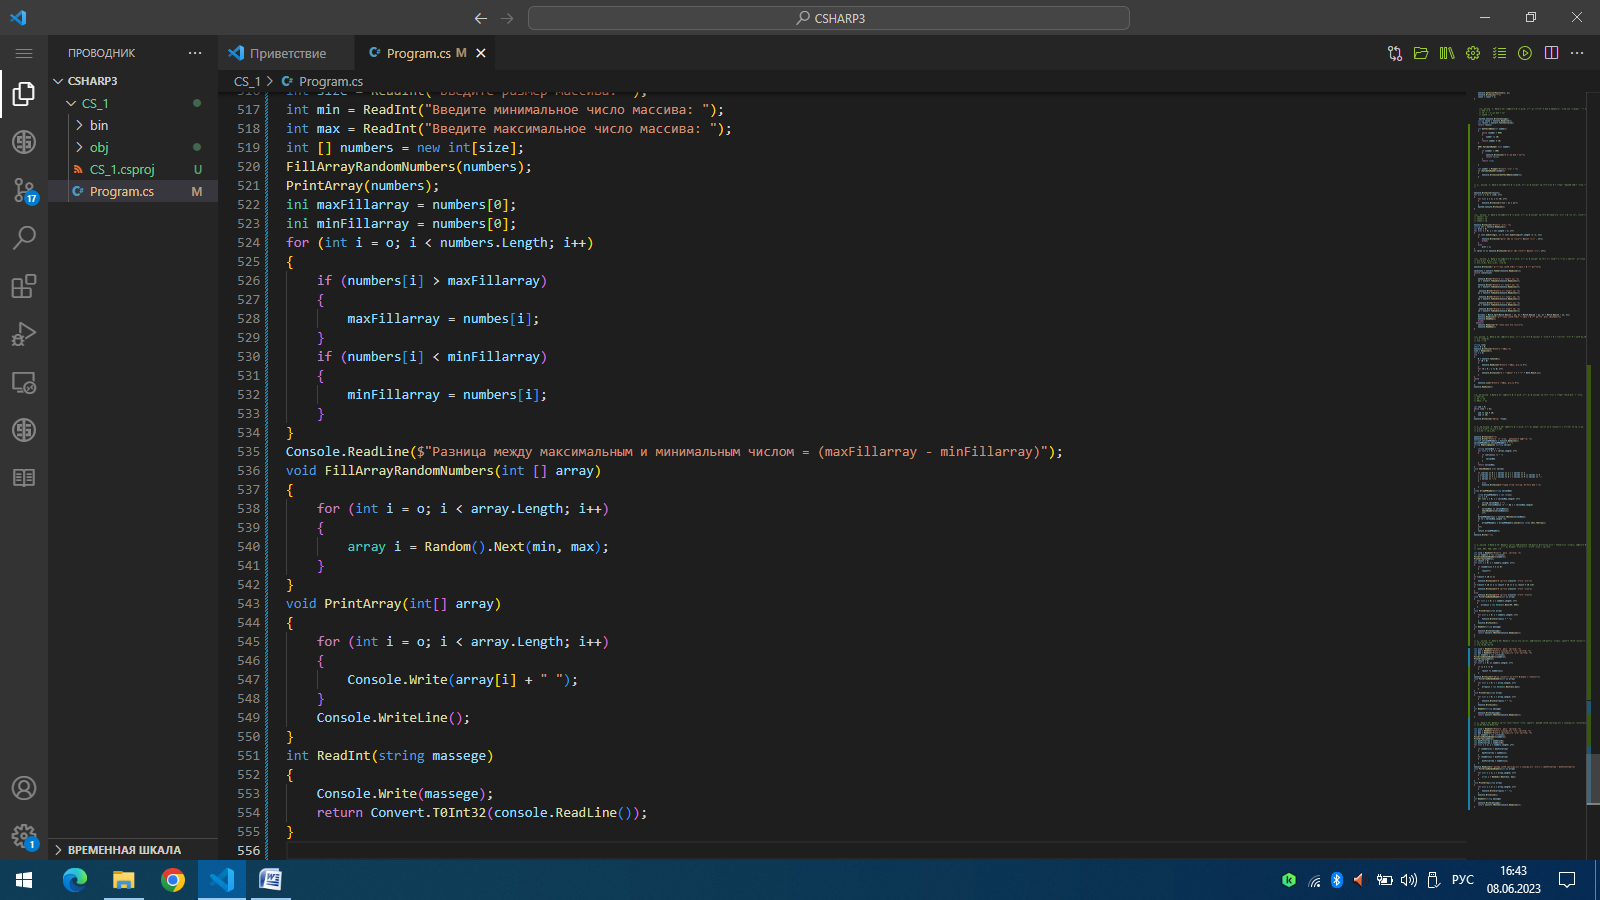 CSHARP3
ПРОВОДНИК
CSHARP3
CS_1
bin
obj
CS_1.csproj U
Program.cs M
ВРЕМЕННАЯ ШКАЛА
17
1
Приветствие
Program.cs M
CS_1 > Program.cs
517 int min = ReadInt("Введите минимальное число массива: ");
518 int max = ReadInt("Введите максимальное число массива: ");
519 int [] numbers = new int[size];
520 FillArrayRandomNumbers(numbers);
521 PrintArray(numbers);
522 ini maxFillarray = numbers[0];
523 ini minFillarray = numbers[0];
524 for (int i = o; i < numbers.Length; i++)
525 {
526 if (numbers[i] > maxFillarray)
527 {
528 maxFillarray = numbes[i];
529 }
530 if (numbers[i] < minFillarray)
531 {
532 minFillarray = numbers[i];
533 }
534 }
535 Console.ReadLine($"Разница между максимальным и минимальным числом = (maxFillarray - minFillarray)");
536 void FillArrayRandomNumbers(int [] array)
537 {
538 for (int i = o; i < array.Length; i++)
539 {
540 array i = Random().Next(min, max);
541 }
542 }
543 void PrintArray(int[] array)
544 {
545 for (int i = o; i < array.Length; i++)
546 {
547 Console.Write(array[i] + " ");
548 }
549 Console.WriteLine();
550 }
551 int ReadInt(string massege)
552 {
553 Console.Write(massege);
554 return Convert.T0Int32(console.ReadLine());
555 }
556
РУС
16:43
08.06.2023